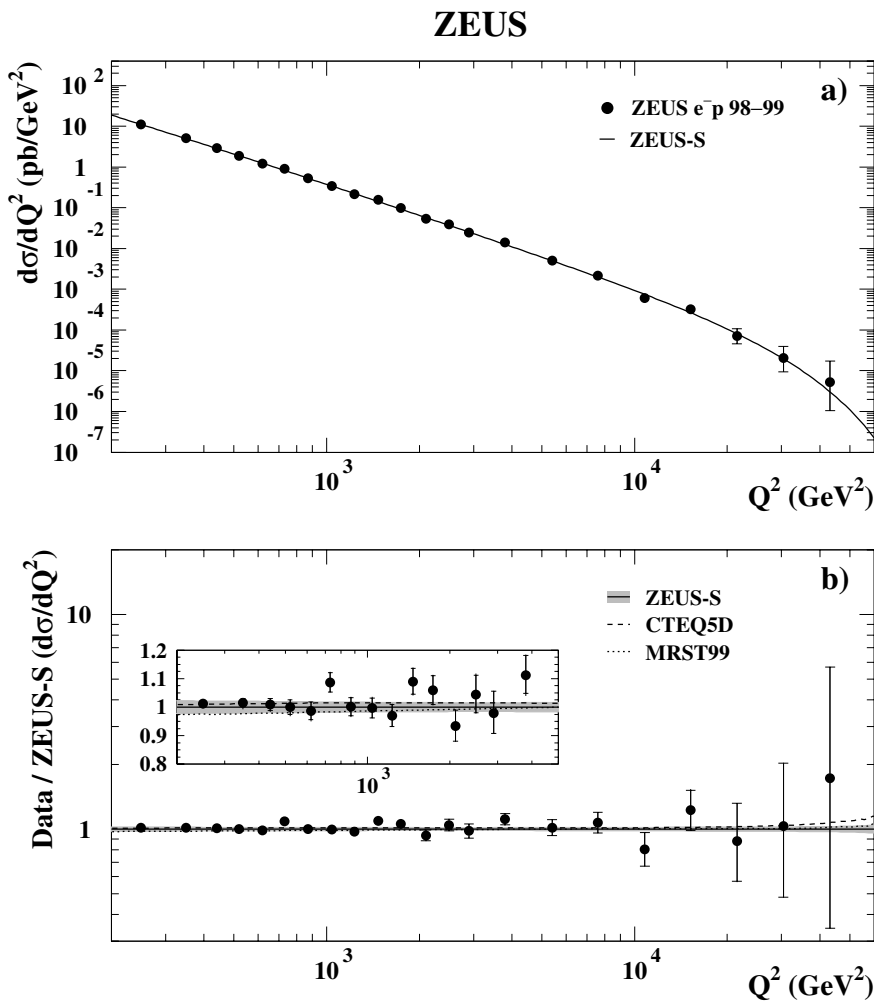 ZEUS
a)
dσ/dQ² (pb/GeV²)
ZEUS e⁻p 98–99
ZEUS-S
10²
10
1
10⁻¹
10⁻²
10⁻³
10⁻⁴
10⁻⁵
10⁻⁶
10⁻⁷
10³
10⁴
Q² (GeV²)
b)
Data / ZEUS-S (dσ/dQ²)
ZEUS-S
CTEQ5D
MRST99
10
1
1.2
1.1
1
0.9
0.8
10³
10³
10⁴
Q² (GeV²)